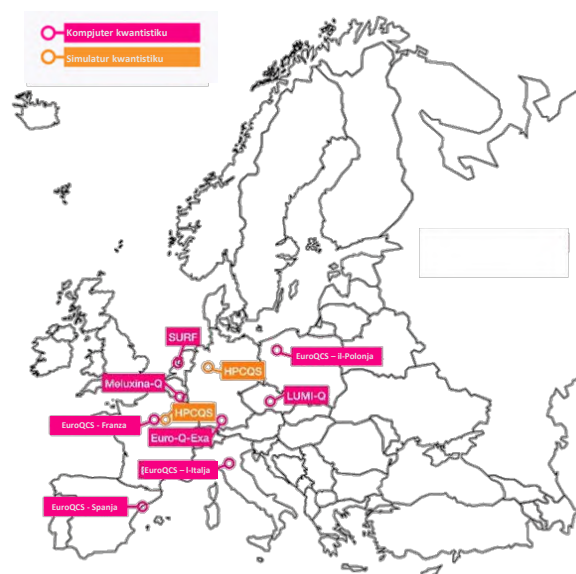 Kompjuter kwantistiku
Simulatur kwantistiku
SURF
EuroQCS – il-Polonja
HPCQS
Meluxina-Q
LUMI-Q
HPCQS
EuroQCS - Franza
Euro-Q-Exa
EuroQCS – l-Italja
EuroQCS - Spanja